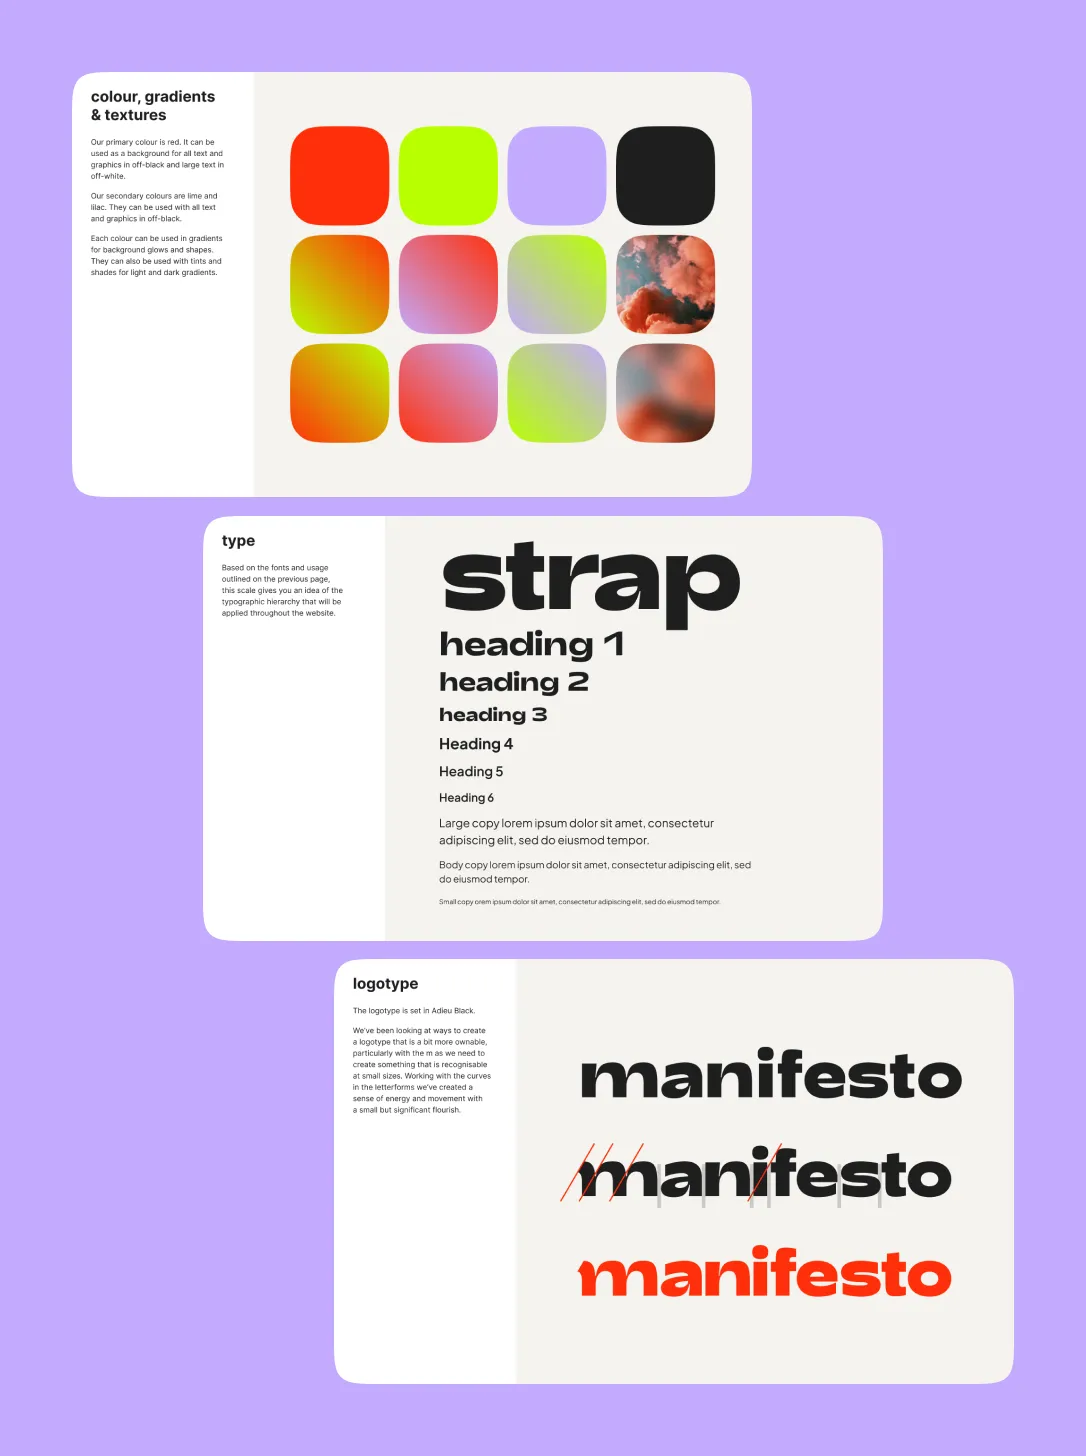 colour, gradients
& textures
Our primary colour is red. It can be
used as a background for all text and
graphics in off-black and large text in
off-white.
Our secondary colours are lime and
lilac. They can be used with all text
and graphics in off-black.
Each colour can be used in gradients
for background glows and shapes.
They can also be used with tints and
shades for light and dark gradients.
type
Based on the fonts and usage
outlined on the previous page,
this scale gives you an idea of the
typographic hierarchy that will be
applied throughout the website.
strap
heading 1
heading 2
heading 3
Heading 4
Heading 5
Heading 6
Large copy lorem ipsum dolor sit amet, consectetur
adipiscing elit, sed do eiusmod tempor.
Body copy lorem ipsum dolor sit amet, consectetur adipiscing elit, sed
do eiusmod tempor.
Small copy orem ipsum dolor sit amet, consectetur adipiscing elit, sed do eiusmod tempor.
logotype
The logotype is set in Adieu Black.
We've been looking at ways to create
a logotype that is a bit more ownable,
particularly with the m as we need to
create something that is recognisable
at small sizes. Working with the curves
in the letterforms we've created a
sense of energy and movement with
a small but significant flourish.
manifesto
manifesto
manifesto